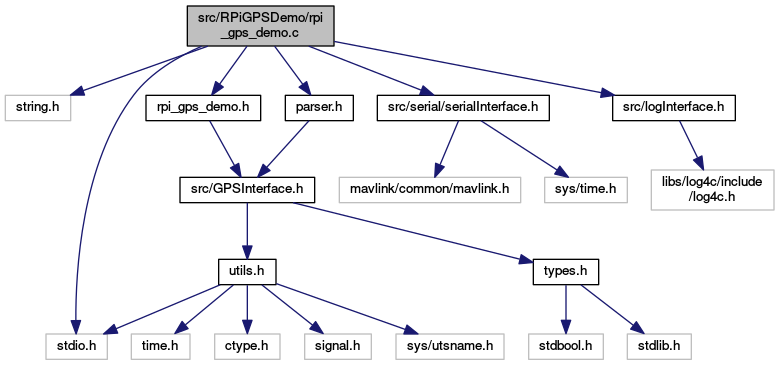 src/RPiGPSDemo/rpi
_gps_demo.c
string.h
rpi_gps_demo.h
parser.h
src/serial/serialInterface.h
src/logInterface.h
src/GPSInterface.h
mavlink/common/mavlink.h
sys/time.h
libs/log4c/include
/log4c.h
utils.h
types.h
stdio.h
time.h
ctype.h
signal.h
sys/utsname.h
stdbool.h
stdlib.h